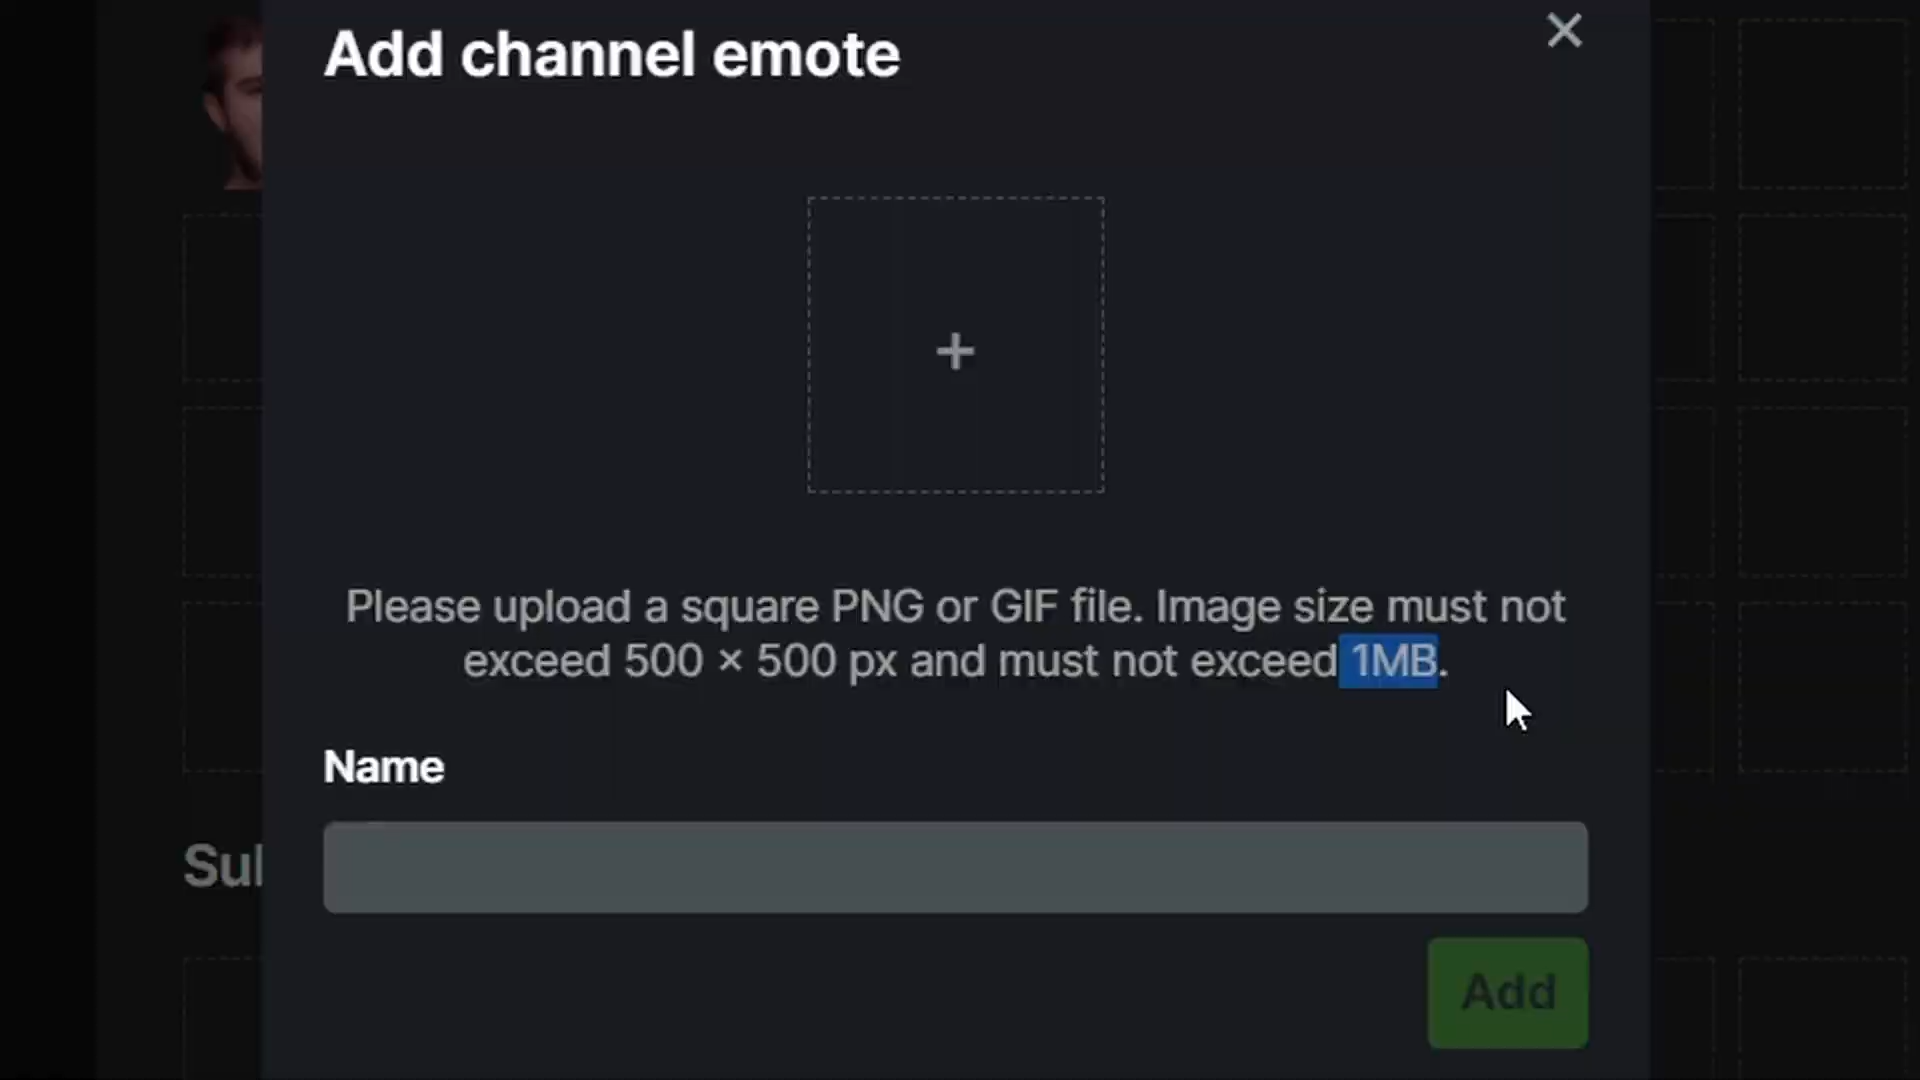 Add channel emote
Please upload a square PNG or GIF file. Image size must not
exceed 500 × 500 px and must not exceed 1MB.
Name
Add